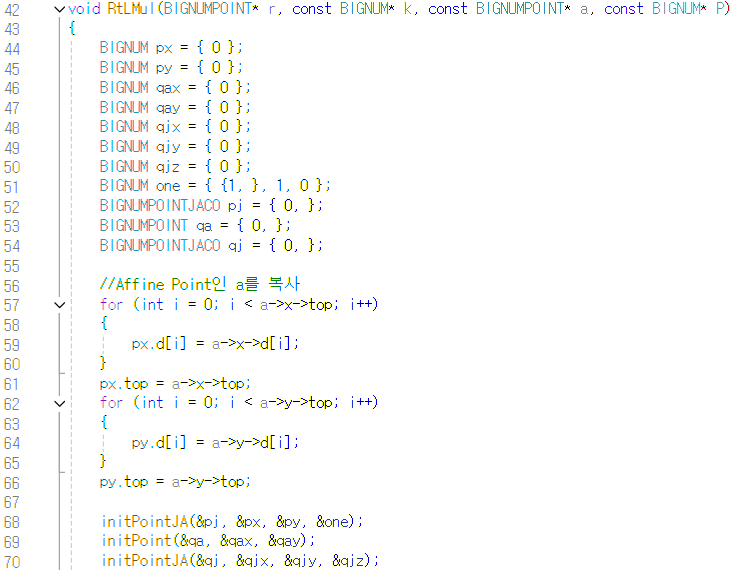 42 void RtLMul(BIGNUMPOINT* r, const BIGNUM* k, const BIGNUMPOINT* a, const BIGNUM* P)
43 {
44 BIGNUM px = { 0 };
45 BIGNUM py = { 0 };
46 BIGNUM qax = { 0 };
47 BIGNUM qay = { 0 };
48 BIGNUM qjx = { 0 };
49 BIGNUM qjy = { 0 };
50 BIGNUM qjz = { 0 };
51 BIGNUM one = { {1, }, 1, 0 };
52 BIGNUMPOINTJACO pj = { 0, };
53 BIGNUMPOINT qa = { 0, };
54 BIGNUMPOINTJACO qj = { 0, };
55
56 //Affine Point인 a를 복사
57 for (int i = 0; i < a->x->top; i++)
58 {
59 px.d[i] = a->x->d[i];
60 }
61 px.top = a->x->top;
62 for (int i = 0; i < a->y->top; i++)
63 {
64 py.d[i] = a->y->d[i];
65 }
66 py.top = a->y->top;
67
68 initPointJA(&pj, &px, &py, &one);
69 initPoint(&qa, &qax, &qay);
70 initPointJA(&qj, &qjx, &qjy, &qjz);